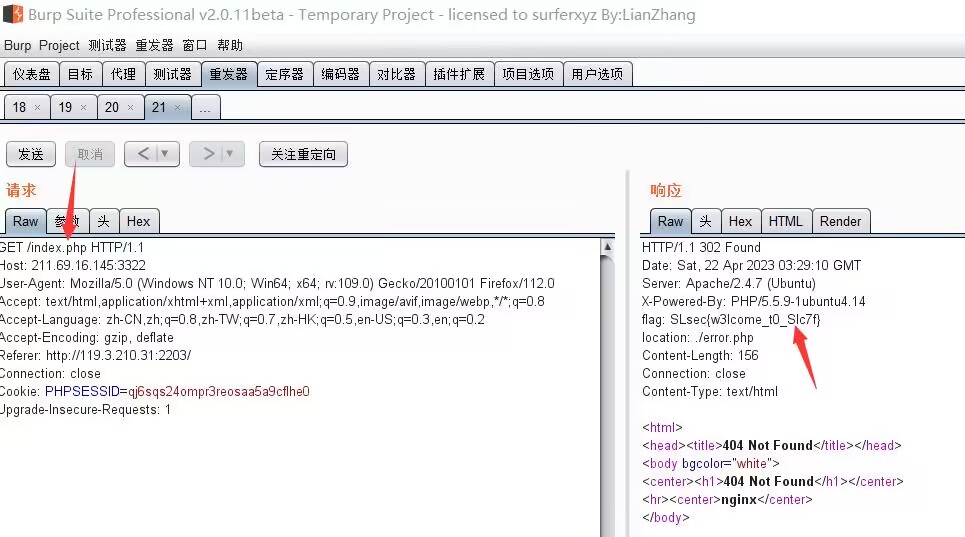 Burp Suite Professional v2.0.11beta - Temporary Project - licensed to surferxyz By:LianZhang
Burp Project 测试器 重发器 窗口 帮助
仪表盘 目标 代理 测试器 重发器 定序器 编码器 对比器 插件扩展 项目选项 用户选项
18 × 19 × 20 × 21 × ...
发送 取消 < ▼ > ▼ 关注重定向
请求
Raw 参数 头 Hex
GET /index.php HTTP/1.1
Host: 211.69.16.145:3322
User-Agent: Mozilla/5.0 (Windows NT 10.0; Win64; x64; rv:109.0) Gecko/20100101 Firefox/112.0
Accept: text/html,application/xhtml+xml,application/xml;q=0.9,image/avif,image/webp,*/*;q=0.8
Accept-Language: zh-CN,zh;q=0.8,zh-TW;q=0.7,zh-HK;q=0.5,en-US;q=0.3,en;q=0.2
Accept-Encoding: gzip, deflate
Referer: http://119.3.210.31:2203/
Connection: close
Cookie: PHPSESSID=qj6sqs24ompr3reosaa5a9cflhe0
Upgrade-Insecure-Requests: 1
响应
Raw 头 Hex HTML Render
HTTP/1.1 302 Found
Date: Sat, 22 Apr 2023 03:29:10 GMT
Server: Apache/2.4.7 (Ubuntu)
X-Powered-By: PHP/5.5.9-1ubuntu4.14
flag: SLsec{w3lcome_t0_Slc7f}
location: ./error.php
Content-Length: 156
Connection: close
Content-Type: text/html
<html>
<head><title>404 Not Found</title></head>
<body bgcolor="white">
<center><h1>404 Not Found</h1></center>
<hr><center>nginx</center>
</body>